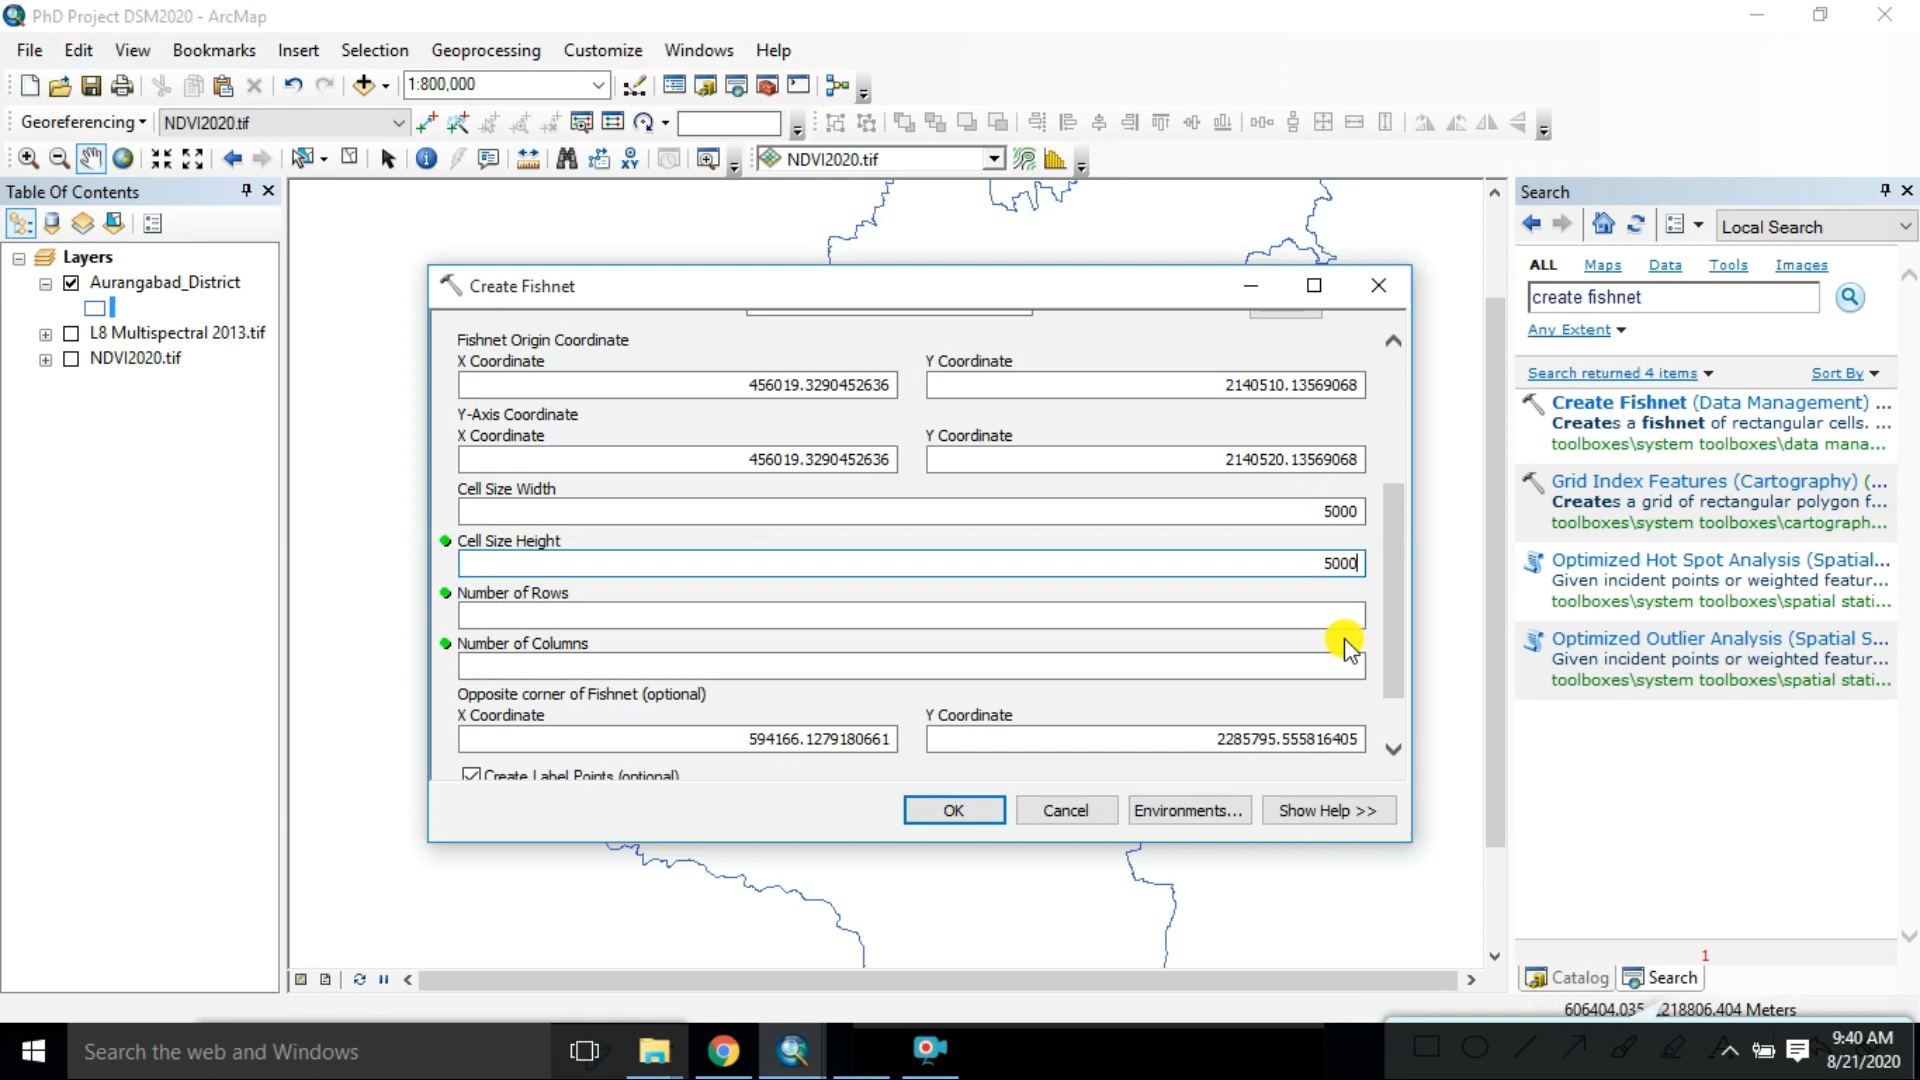 PhD Project DSM2020 - ArcMap
File Edit View Bookmarks Insert Selection Geoprocessing Customize Windows Help
1:800,000
Georeferencing NDVI2020.tif
NDVI2020.tif
Table Of Contents
Layers
Aurangabad_District
L8 Multispectral 2013.tif
NDVI2020.tif
Create Fishnet
Fishnet Origin Coordinate
X Coordinate Y Coordinate
456019.3290452636 2140510.13569068
Y-Axis Coordinate
X Coordinate Y Coordinate
456019.3290452636 2140520.13569068
Cell Size Width
5000
Cell Size Height
5000
Number of Rows
Number of Columns
Opposite corner of Fishnet (optional)
X Coordinate Y Coordinate
594166.1279180661 2285795.555816405
Create Label Points (optional)
OK Cancel Environments... Show Help >>
Search
Local Search
ALL Maps Data Tools Images
create fishnet
Any Extent
Search returned 4 items Sort By
Create Fishnet (Data Management) ...
Creates a fishnet of rectangular cells. ...
toolboxes\system toolboxes\data mana...
Grid Index Features (Cartography) (...
Creates a grid of rectangular polygon f...
toolboxes\system toolboxes\cartograph...
Optimized Hot Spot Analysis (Spatial...
Given incident points or weighted featur...
toolboxes\system toolboxes\spatial stati...
Optimized Outlier Analysis (Spatial S...
Given incident points or weighted featur...
toolboxes\system toolboxes\spatial stati...
1
Catalog Search
606404.035 218806.404 Meters
Search the web and Windows
9:40 AM
8/21/2020